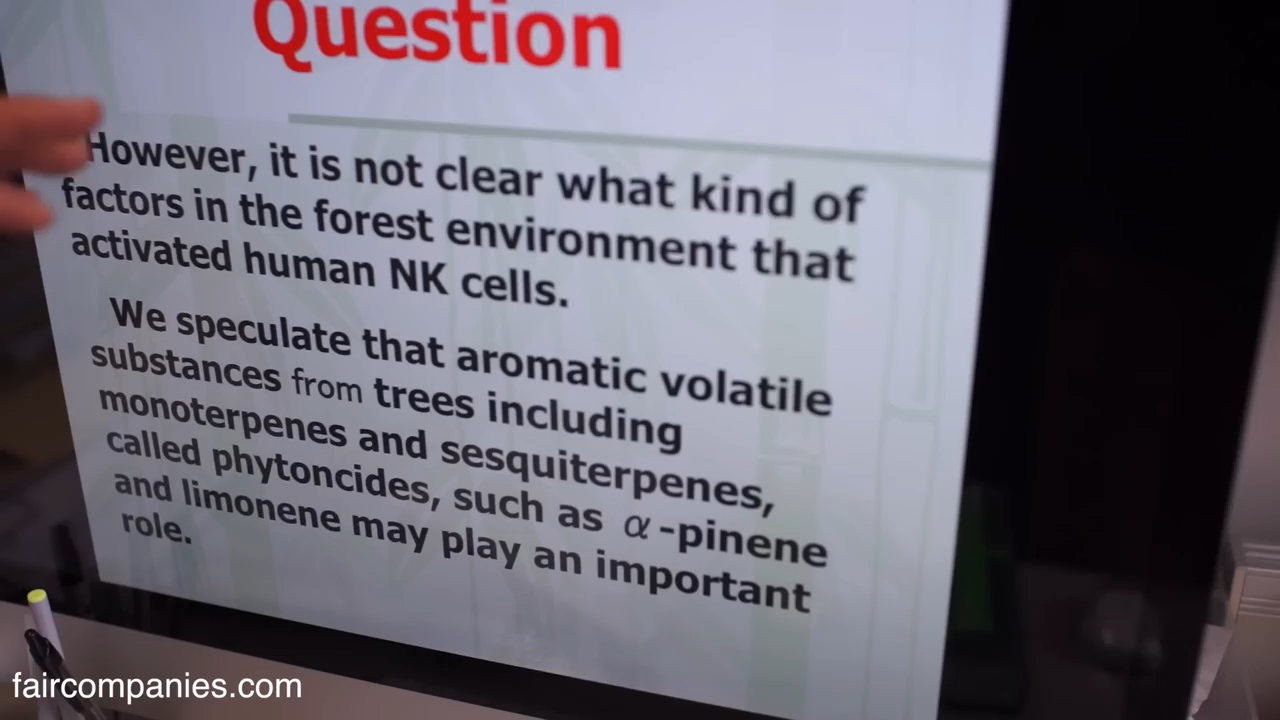 Question
However, it is not clear what kind of
factors in the forest environment that
activated human NK cells.
We speculate that aromatic volatile
substances from trees including
monoterpenes and sesquiterpenes,
called phytoncides, such as α-pinene
and limonene may play an important
role.
faircompanies.com